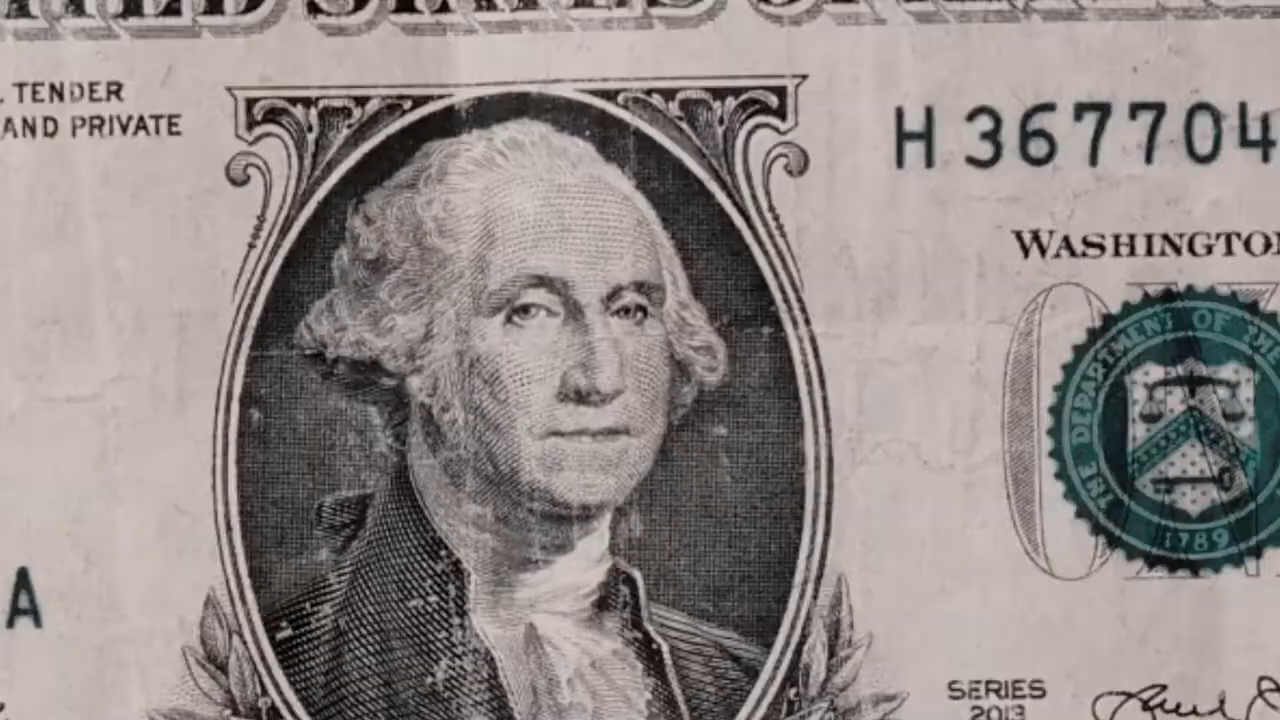 TENDER
AND PRIVATE
H 367704
WASHINGTO
THE DEPARTMENT OF THE
1789
A
SERIES
2013